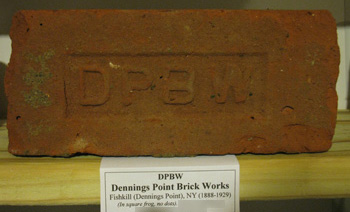 DPBW
DPBW
Dennings Point Brick Works
Fishkill (Dennings Point), NY (1888-1929)
(In square frog, no dots).